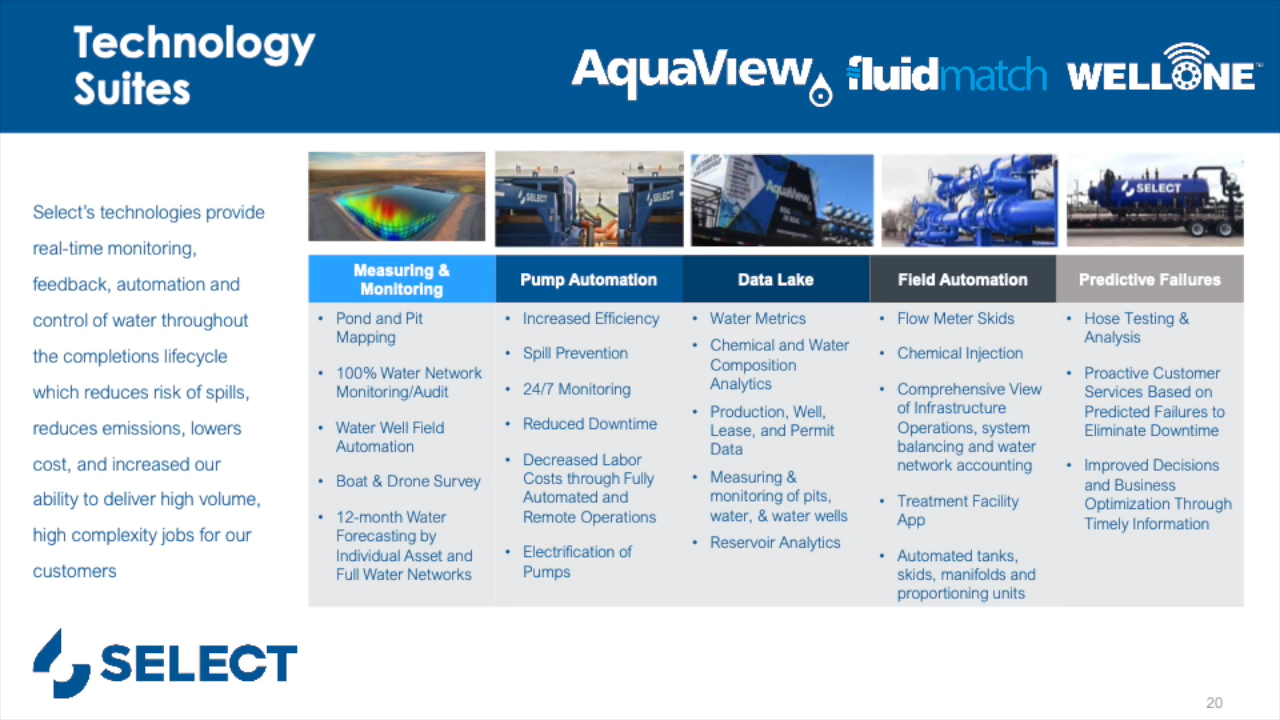 Technology
Suites
AquaView
fluidmatch
WELLONE
Select's technologies provide
real-time monitoring,
feedback, automation and
control of water throughout
the completions lifecycle
which reduces risk of spills,
reduces emissions, lowers
cost, and increased our
ability to deliver high volume,
high complexity jobs for our
customers
SELECT
SELECT
AquaView
SELECT
Measuring &
Monitoring
• Pond and Pit
Mapping
• 100% Water Network
Monitoring/Audit
• Water Well Field
Automation
• Boat & Drone Survey
• 12-month Water
Forecasting by
Individual Asset and
Full Water Networks
Pump Automation
• Increased Efficiency
• Spill Prevention
• 24/7 Monitoring
• Reduced Downtime
• Decreased Labor
Costs through Fully
Automated and
Remote Operations
• Electrification of
Pumps
Data Lake
• Water Metrics
• Chemical and Water
Composition
Analytics
• Production, Well,
Lease, and Permit
Data
• Measuring &
monitoring of pits,
water, & water wells
• Reservoir Analytics
Field Automation
• Flow Meter Skids
• Chemical Injection
• Comprehensive View
of Infrastructure
Operations, system
balancing and water
network accounting
• Treatment Facility
App
• Automated tanks,
skids, manifolds and
proportioning units
Predictive Failures
• Hose Testing &
Analysis
• Proactive Customer
Services Based on
Predicted Failures to
Eliminate Downtime
• Improved Decisions
and Business
Optimization Through
Timely Information
SELECT
20